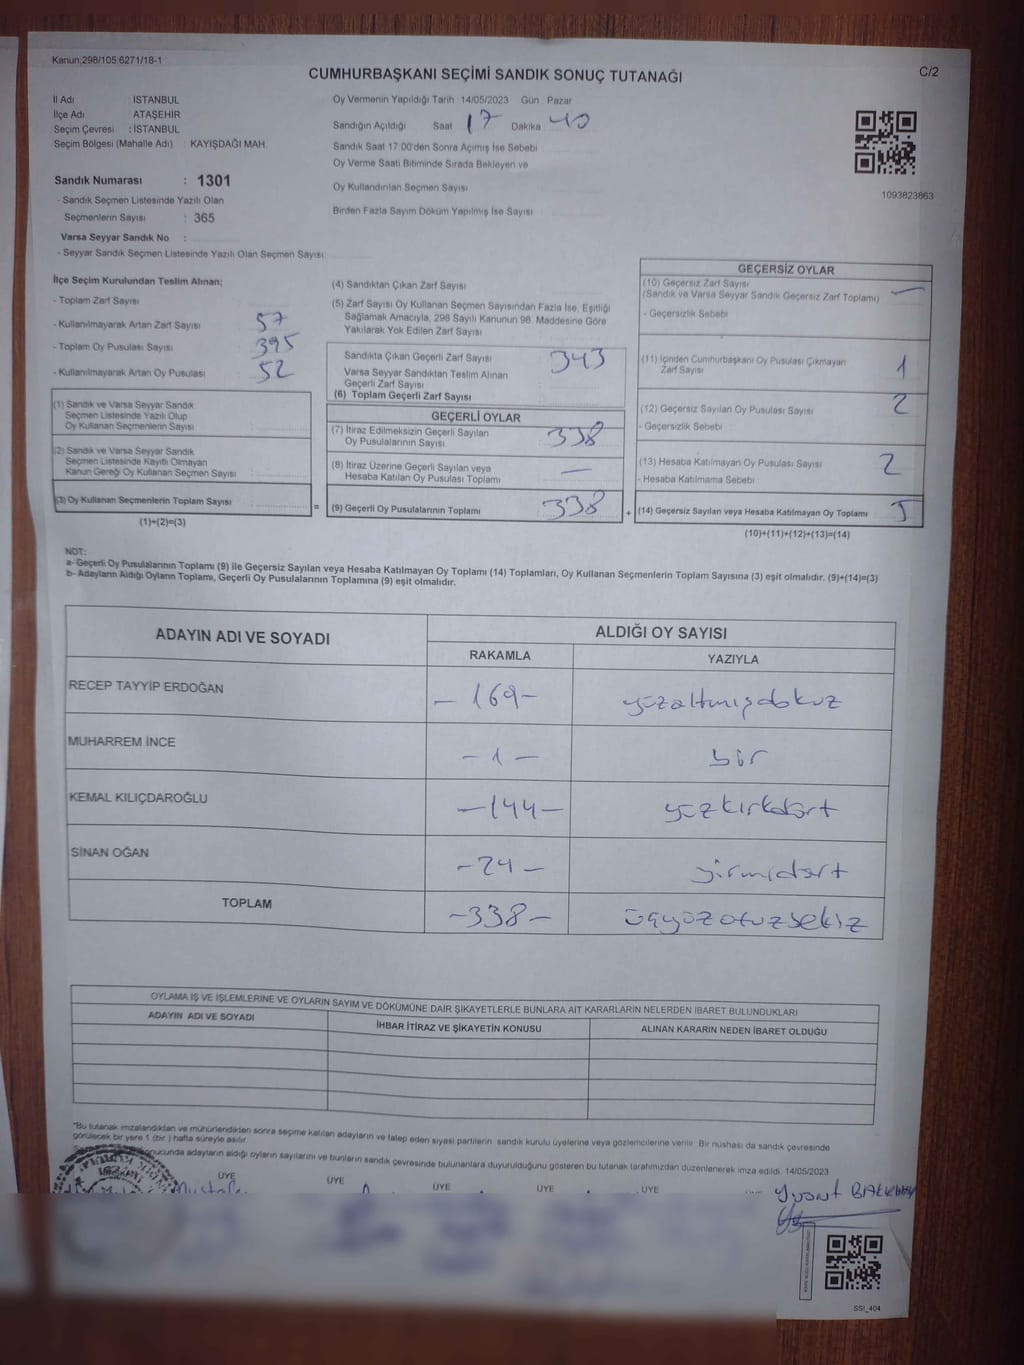 Kanun:298/105 6271/18-1
CUMHURBAŞKANI SEÇİMİ SANDIK SONUÇ TUTANAĞI
C/2
İl Adı : İSTANBUL
İlçe Adı : ATAŞEHİR
Seçim Çevresi : İSTANBUL
Seçim Bölgesi (Mahalle Adı) : KAYIŞDAĞI MAH.
Oy Vermenin Yapıldığı Tarih 14/05/2023 Gün : Pazar
Sandığın Açıldığı Saat 17 Dakika 40
Sandık Saat 17.00'den Sonra Açılmış İse Sebebi
Oy Verme Saati Bitiminde Sırada Bekleyen ve
Oy Kullandırılan Seçmen Sayısı
Birden Fazla Sayım Döküm Yapılmış İse Sayısı
1093823863
Sandık Numarası : 1301
- Sandık Seçmen Listesinde Yazılı Olan
Seçmenlerin Sayısı : 365
Varsa Seyyar Sandık No :
- Seyyar Sandık Seçmen Listesinde Yazılı Olan Seçmen Sayısı:
İlçe Seçim Kurulundan Teslim Alınan;
- Toplam Zarf Sayısı
- Kullanılmayarak Artan Zarf Sayısı 57
- Toplam Oy Pusulası Sayısı 395
- Kullanılmayarak Artan Oy Pusulası 52
(1) Sandık ve Varsa Seyyar Sandık
Seçmen Listesinde Yazılı Olup
Oy Kullanan Seçmenlerin Sayısı
(2) Sandık ve Varsa Seyyar Sandık
Seçmen Listesinde Kayıtlı Olmayan
Kanun Gereği Oy Kullanan Seçmen Sayısı
(3) Oy Kullanan Seçmenlerin Toplam Sayısı =
(1)+(2)=(3)
(4) Sandıktan Çıkan Zarf Sayısı
(5) Zarf Sayısı Oy Kullanan Seçmen Sayısından Fazla İse, Eşitliği
Sağlamak Amacıyla, 298 Sayılı Kanunun 98. Maddesine Göre
Yakılarak Yok Edilen Zarf Sayısı
Sandıkta Çıkan Geçerli Zarf Sayısı 343
Varsa Seyyar Sandıktan Teslim Alınan
Geçerli Zarf Sayısı
(6) Toplam Geçerli Zarf Sayısı
GEÇERLİ OYLAR
(7) İtiraz Edilmeksizin Geçerli Sayılan
Oy Pusulalarının Sayısı 338
(8) İtiraz Üzerine Geçerli Sayılan veya
Hesaba Katılan Oy Pusulası Toplamı —
(9) Geçerli Oy Pusulalarının Toplamı 338 +
GEÇERSİZ OYLAR
(10) Geçersiz Zarf Sayısı
(Sandık ve Varsa Seyyar Sandık Geçersiz Zarf Toplamı) —
- Geçersizlik Sebebi
(11) İçinden Cumhurbaşkanı Oy Pusulası Çıkmayan
Zarf Sayısı 1
(12) Geçersiz Sayılan Oy Pusulası Sayısı 2
- Geçersizlik Sebebi
(13) Hesaba Katılmayan Oy Pusulası Sayısı 2
- Hesaba Katılmama Sebebi
(14) Geçersiz Sayılan veya Hesaba Katılmayan Oy Toplamı 5
(10)+(11)+(12)+(13)=(14)
NOT:
a- Geçerli Oy Pusulalarının Toplamı (9) ile Geçersiz Sayılan veya Hesaba Katılmayan Oy Toplamı (14) Toplamları, Oy Kullanan Seçmenlerin Toplam Sayısına (3) eşit olmalıdır. (9)+(14)=(3)
b- Adayların Aldığı Oyların Toplamı, Geçerli Oy Pusulalarının Toplamına (9) eşit olmalıdır.
ADAYIN ADI VE SOYADI
ALDIĞI OY SAYISI
RAKAMLA YAZIYLA
RECEP TAYYİP ERDOĞAN - 169 - yüzaltmışdokuz
MUHARREM İNCE - 1 - bir
KEMAL KILIÇDAROĞLU - 144 - yüzkırkdört
SİNAN OĞAN - 24 - yirmidört
TOPLAM - 338 - üçyüzotuzsekiz
OYLAMA İŞ VE İŞLEMLERİNE VE OYLARIN SAYIM VE DÖKÜMÜNE DAİR ŞİKAYETLERLE BUNLARA AİT KARARLARIN NELERDEN İBARET BULUNDUKLARI
ADAYIN ADI VE SOYADI İHBAR İTİRAZ VE ŞİKAYETİN KONUSU ALINAN KARARIN NEDEN İBARET OLDUĞU
*Bu tutanak imzalandıktan ve mühürlendikten sonra seçime katılan adayların ve talep eden siyasi partilerin sandık kurulu üyelerine veya gözlemcilerine verilir. Bir nüshası da sandık çevresinde
görülecek bir yere 1 (bir) hafta süreyle asılır.
sonucunda adayların aldığı oyların sayılarını ve bunların sandık çevresinde bulunanlara duyurulduğunu gösteren bu tutanak tarafımızdan düzenlenerek imza edildi. 14/05/2023
ÜYE ÜYE ÜYE ÜYE ÜYE
SSI_404